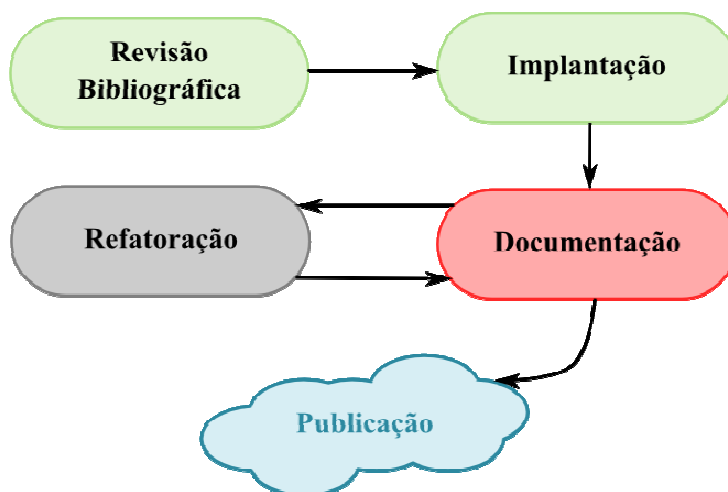 Revisão
Bibliográfica
Implantação
Refatoração
Documentação
Publicação